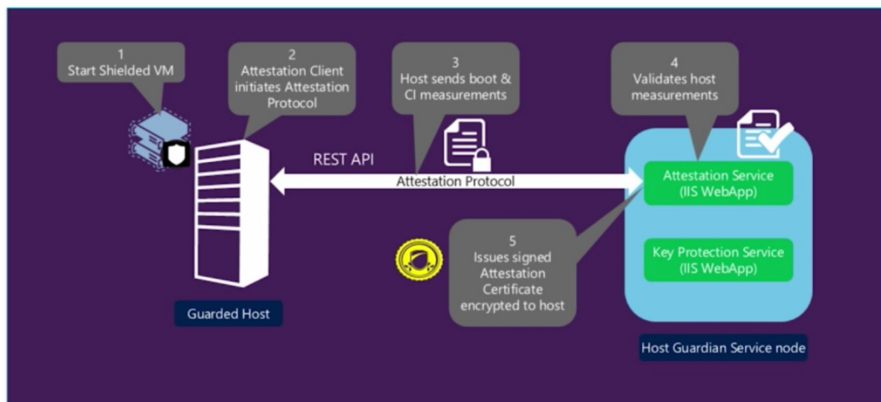 1
Start Shielded VM
2
Attestation Client
initiates Attestation
Protocol
3
Host sends boot &
CI measurements
4
Validates host
measurements
REST API
Attestation Protocol
Attestation Service
(IIS WebApp)
5
Issues signed
Attestation
Certificate
encrypted to host
Key Protection Service
(IIS WebApp)
Guarded Host
Host Guardian Service node